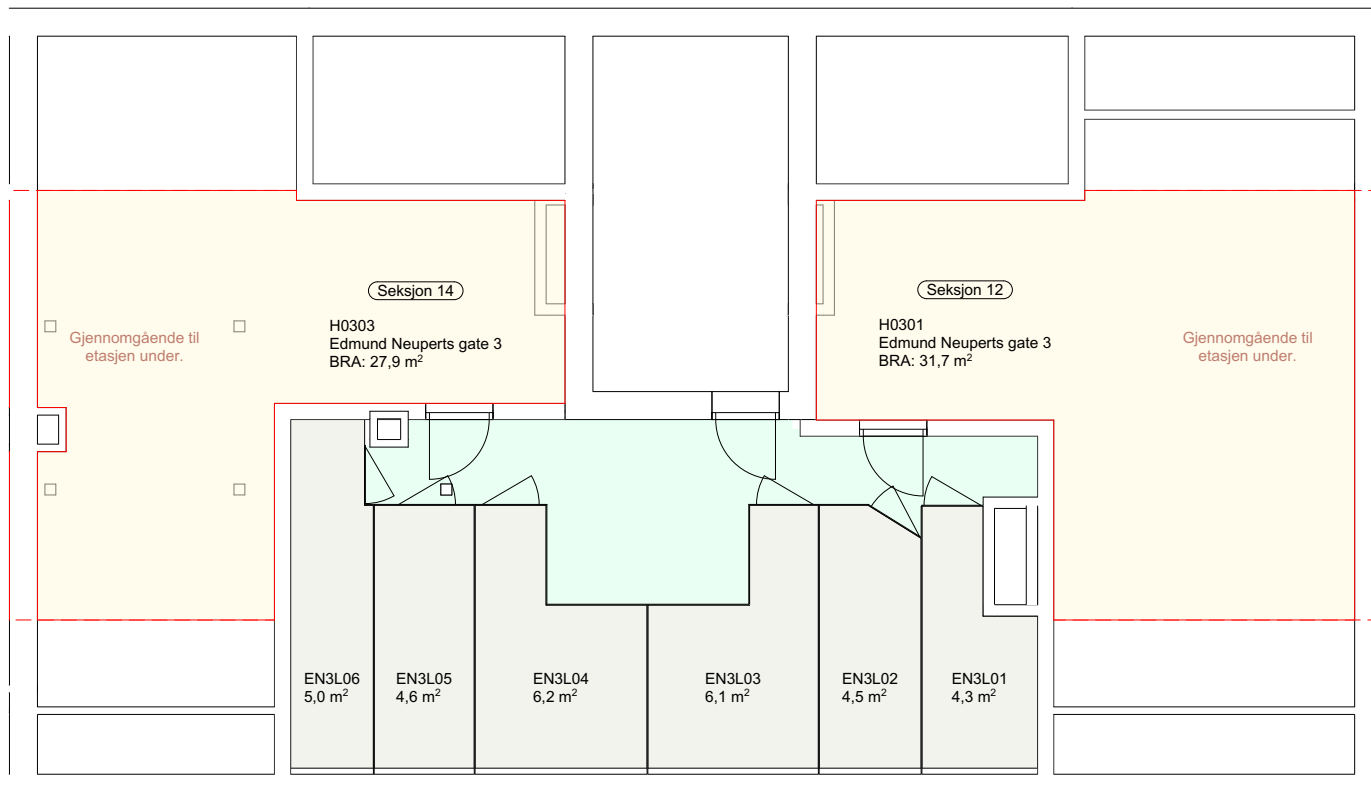 Seksjon 14
H0303
Edmund Neuperts gate 3
BRA: 27,9 m²
Gjennomgående til
etasjen under.
Seksjon 12
H0301
Edmund Neuperts gate 3
BRA: 31,7 m²
Gjennomgående til
etasjen under.
EN3L06
5,0 m²
EN3L05
4,6 m²
EN3L04
6,2 m²
EN3L03
6,1 m²
EN3L02
4,5 m²
EN3L01
4,3 m²